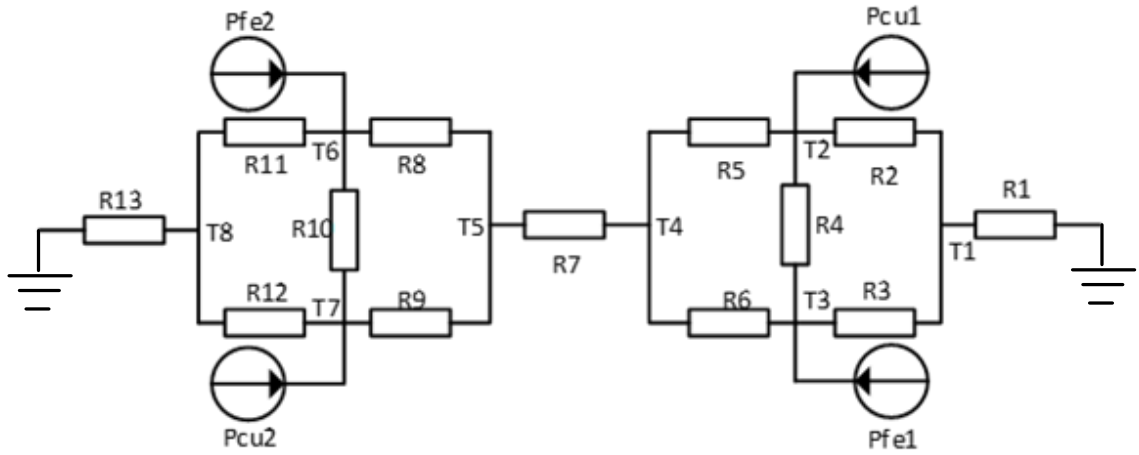 Pfe2
Pcu1
R11
T6
R8
R5
T2
R2
R13
R1
T8
R10
T5
R7
T4
R4
T1
R12
T7
R9
R6
T3
R3
Pcu2
Pfe1